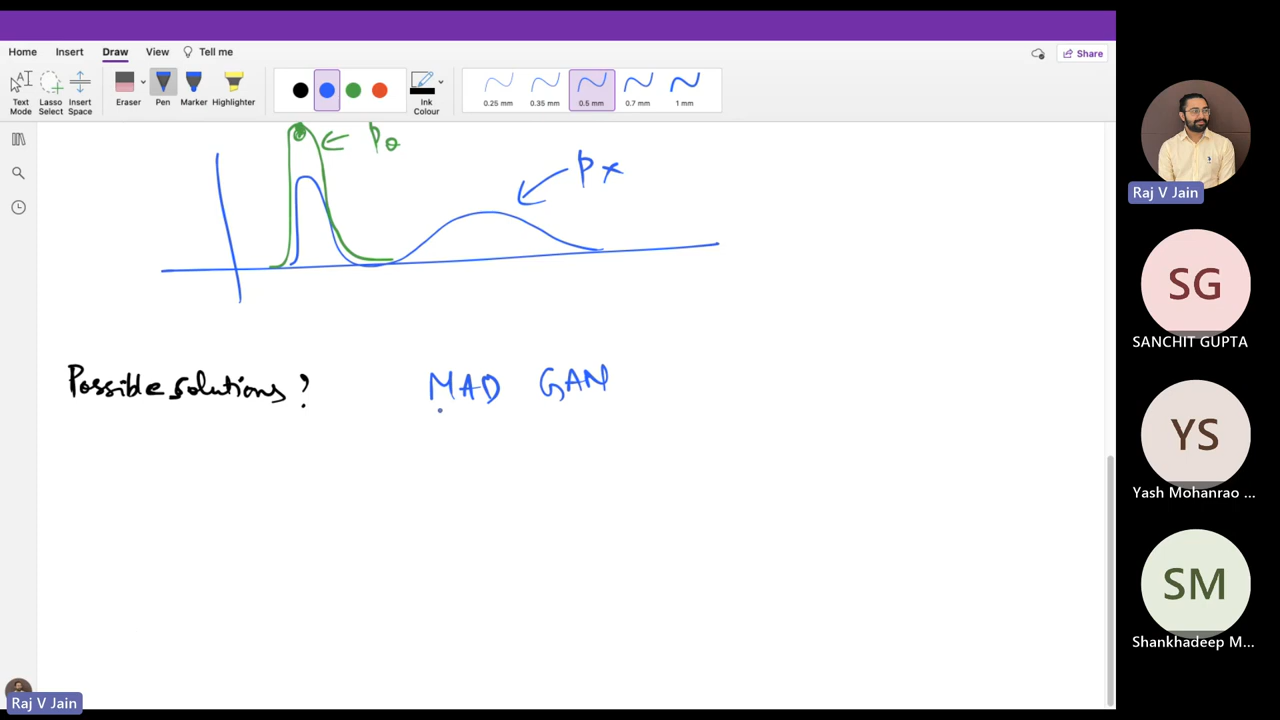 Home Insert Draw View Tell me
Share
Text Mode
Lasso Select
Insert Space
Eraser
Pen
Marker
Highlighter
Ink Colour
0.25 mm
0.35 mm
0.5 mm
0.7 mm
1 mm
Pθ
Px
Possible solutions ?
MAD GAN
Raj V Jain
SG
SANCHIT GUPTA
YS
Yash Mohanrao ...
SM
Shankhadeep M...
Raj V Jain